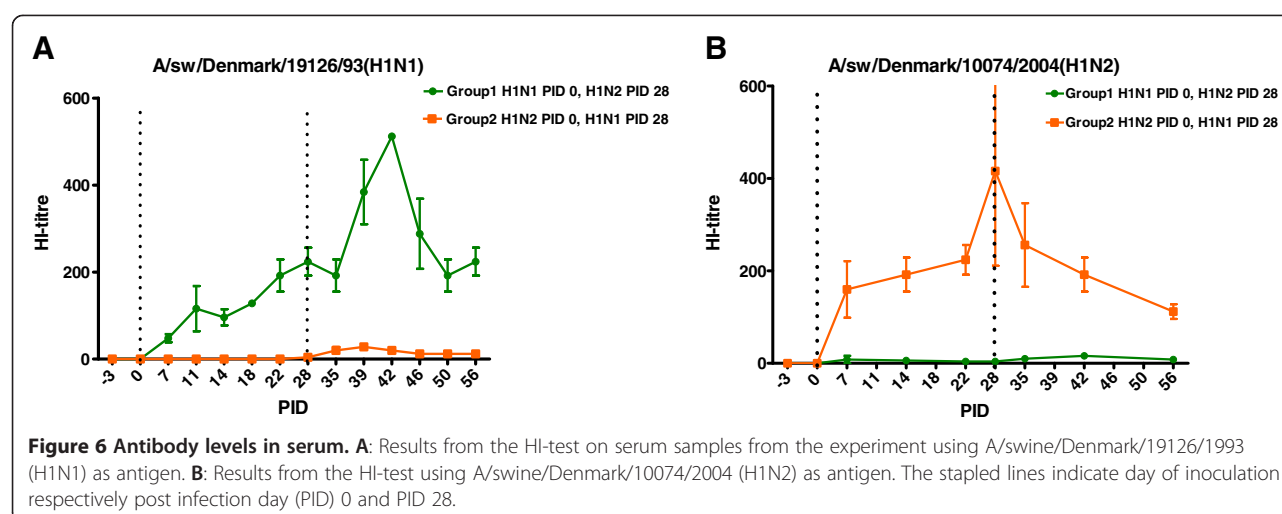 A
A/sw/Denmark/19126/93(H1N1)
Group1 H1N1 PID 0, H1N2 PID 28
Group2 H1N2 PID 0, H1N1 PID 28
600
400
200
0
HI-titre
-3 0 7 11 14 18 22 28 35 39 42 46 50 56
PID
B
A/sw/Denmark/10074/2004(H1N2)
Group1 H1N1 PID 0, H1N2 PID 28
Group2 H1N2 PID 0, H1N1 PID 28
600
400
200
0
HI-titre
-3 0 7 11 14 18 22 28 35 39 42 46 50 56
PID
Figure 6 Antibody levels in serum. A: Results from the HI-test on serum samples from the experiment using A/swine/Denmark/19126/1993
(H1N1) as antigen. B: Results from the HI-test using A/swine/Denmark/10074/2004 (H1N2) as antigen. The stapled lines indicate day of inoculation
respectively post infection day (PID) 0 and PID 28.